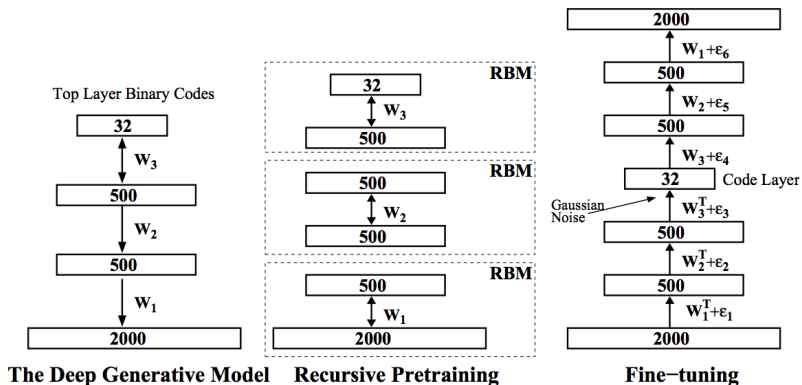 Top Layer Binary Codes
32
W3
500
W2
500
W1
2000
The Deep Generative Model
RBM
32
W3
500
RBM
500
W2
500
RBM
500
W1
2000
Recursive Pretraining
2000
W1+ε6
500
W2+ε5
500
W3+ε4
32
Code Layer
Gaussian
Noise
W3T+ε3
500
W2T+ε2
500
W1T+ε1
2000
Fine−tuning